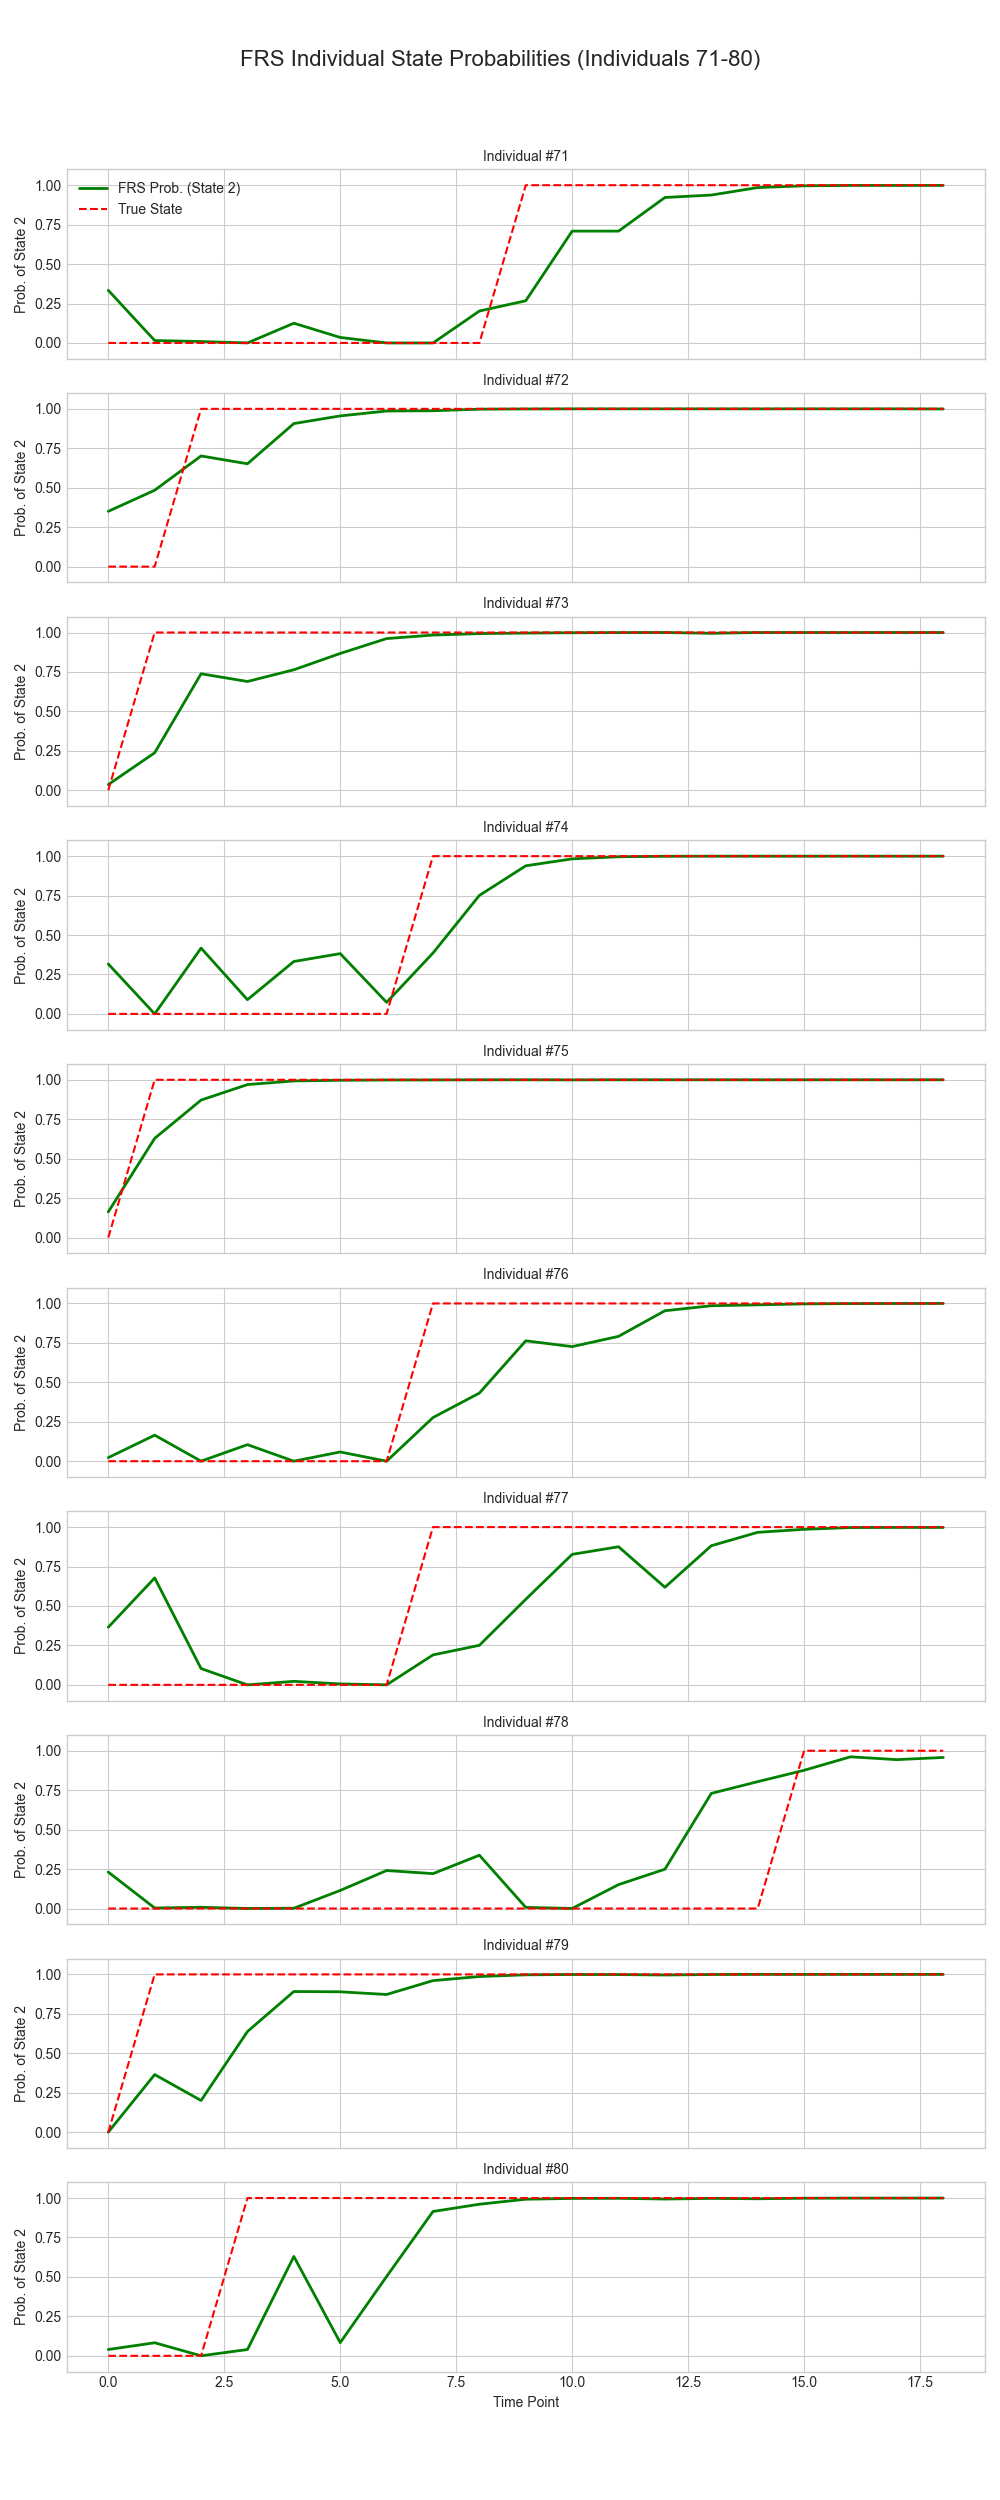 FRS Individual State Probabilities (Individuals 71-80)
Individual #71
Prob. of State 2
1.00
0.75
0.50
0.25
0.00
FRS Prob. (State 2)
True State
Individual #72
Prob. of State 2
1.00
0.75
0.50
0.25
0.00
Individual #73
Prob. of State 2
1.00
0.75
0.50
0.25
0.00
Individual #74
Prob. of State 2
1.00
0.75
0.50
0.25
0.00
Individual #75
Prob. of State 2
1.00
0.75
0.50
0.25
0.00
Individual #76
Prob. of State 2
1.00
0.75
0.50
0.25
0.00
Individual #77
Prob. of State 2
1.00
0.75
0.50
0.25
0.00
Individual #78
Prob. of State 2
1.00
0.75
0.50
0.25
0.00
Individual #79
Prob. of State 2
1.00
0.75
0.50
0.25
0.00
Individual #80
Prob. of State 2
1.00
0.75
0.50
0.25
0.00
0.0 2.5 5.0 7.5 10.0 12.5 15.0 17.5
Time Point